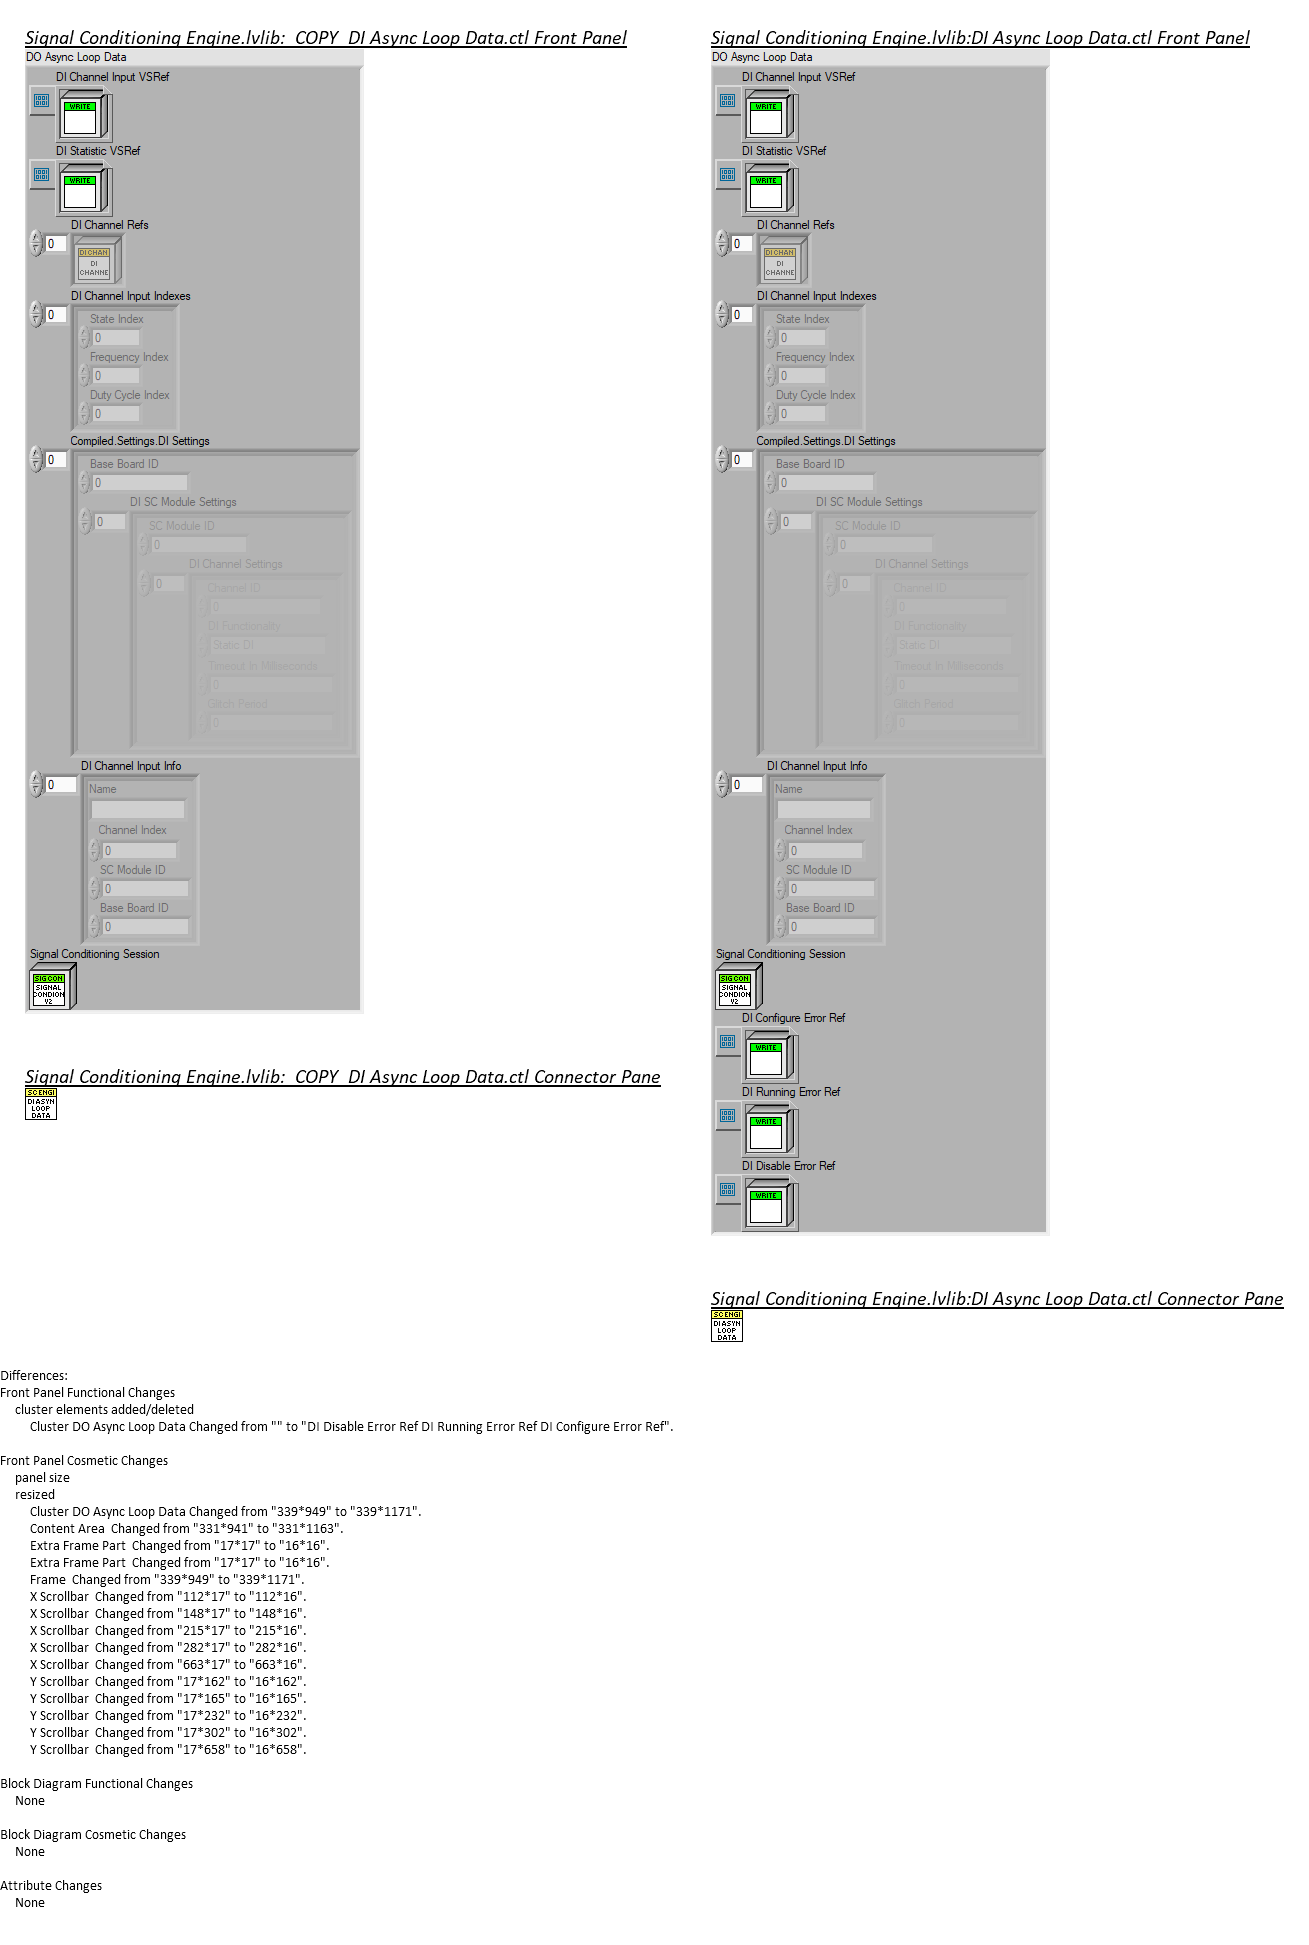 Signal Conditioning Engine.lvlib:_COPY_DI Async Loop Data.ctl Front Panel
DO Async Loop Data
DI Channel Input VSRef
WRITE
DI Statistic VSRef
WRITE
DI Channel Refs
0
DI CHAN
DI
CHANNE
DI Channel Input Indexes
0
State Index
0
Frequency Index
0
Duty Cycle Index
0
Compiled.Settings.DI Settings
0
Base Board ID
0
DI SC Module Settings
0
SC Module ID
0
DI Channel Settings
0
Channel ID
0
DI Functionality
Static DI
Timeout In Milliseconds
0
Glitch Period
0
DI Channel Input Info
0
Name
Channel Index
0
SC Module ID
0
Base Board ID
0
Signal Conditioning Session
SIG CON
SIGNAL
CONDION
V2
Signal Conditioning Engine.lvlib:_COPY_DI Async Loop Data.ctl Connector Pane
SC ENGI
DI ASYN
LOOP
DATA
Signal Conditioning Engine.lvlib:DI Async Loop Data.ctl Front Panel
DO Async Loop Data
DI Channel Input VSRef
WRITE
DI Statistic VSRef
WRITE
DI Channel Refs
0
DI CHAN
DI
CHANNE
DI Channel Input Indexes
0
State Index
0
Frequency Index
0
Duty Cycle Index
0
Compiled.Settings.DI Settings
0
Base Board ID
0
DI SC Module Settings
0
SC Module ID
0
DI Channel Settings
0
Channel ID
0
DI Functionality
Static DI
Timeout In Milliseconds
0
Glitch Period
0
DI Channel Input Info
0
Name
Channel Index
0
SC Module ID
0
Base Board ID
0
Signal Conditioning Session
SIG CON
SIGNAL
CONDION
V2
DI Configure Error Ref
WRITE
DI Running Error Ref
WRITE
DI Disable Error Ref
WRITE
Signal Conditioning Engine.lvlib:DI Async Loop Data.ctl Connector Pane
SC ENGI
DI ASYN
LOOP
DATA
Differences:
Front Panel Functional Changes
cluster elements added/deleted
Cluster DO Async Loop Data Changed from "" to "DI Disable Error Ref DI Running Error Ref DI Configure Error Ref".
Front Panel Cosmetic Changes
panel size
resized
Cluster DO Async Loop Data Changed from "339*949" to "339*1171".
Content Area  Changed from "331*941" to "331*1163".
Extra Frame Part  Changed from "17*17" to "16*16".
Extra Frame Part  Changed from "17*17" to "16*16".
Frame  Changed from "339*949" to "339*1171".
X Scrollbar  Changed from "112*17" to "112*16".
X Scrollbar  Changed from "148*17" to "148*16".
X Scrollbar  Changed from "215*17" to "215*16".
X Scrollbar  Changed from "282*17" to "282*16".
X Scrollbar  Changed from "663*17" to "663*16".
Y Scrollbar  Changed from "17*162" to "16*162".
Y Scrollbar  Changed from "17*165" to "16*165".
Y Scrollbar  Changed from "17*232" to "16*232".
Y Scrollbar  Changed from "17*302" to "16*302".
Y Scrollbar  Changed from "17*658" to "16*658".
Block Diagram Functional Changes
None
Block Diagram Cosmetic Changes
None
Attribute Changes
None